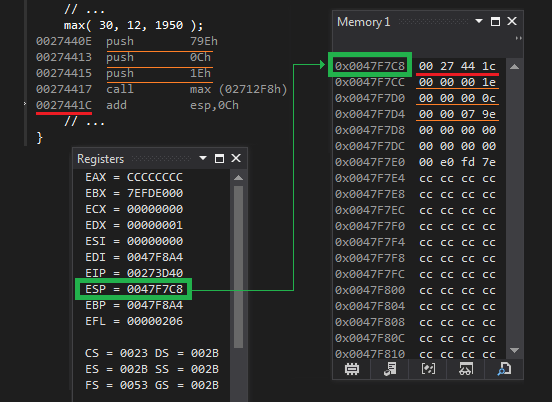 // ...
max( 30, 12, 1950 );
0027440E push 79Eh
00274413 push 0Ch
00274415 push 1Eh
00274417 call max (02712F8h)
0027441C add esp,0Ch
// ...
}
Registers
EAX = CCCCCCCC
EBX = 7EFDE000
ECX = 00000000
EDX = 00000001
ESI = 00000000
EDI = 0047F8A4
EIP = 00273D40
ESP = 0047F7C8
EBP = 0047F8A4
EFL = 00000206
CS = 0023 DS = 002B
ES = 002B SS = 002B
FS = 0053 GS = 002B
Memory 1
0x0047F7C8 00 27 44 1c
0x0047F7CC 00 00 00 1e
0x0047F7D0 00 00 00 0c
0x0047F7D4 00 00 07 9e
0x0047F7D8 00 00 00 00
0x0047F7DC 00 00 00 00
0x0047F7E0 00 e0 fd 7e
0x0047F7E4 cc cc cc cc
0x0047F7E8 cc cc cc cc
0x0047F7EC cc cc cc cc
0x0047F7F0 cc cc cc cc
0x0047F7F4 cc cc cc cc
0x0047F7F8 cc cc cc cc
0x0047F7FC cc cc cc cc
0x0047F800 cc cc cc cc
0x0047F804 cc cc cc cc
0x0047F808 cc cc cc cc
0x0047F80C cc cc cc cc
0x0047F810 cc cc cc cc